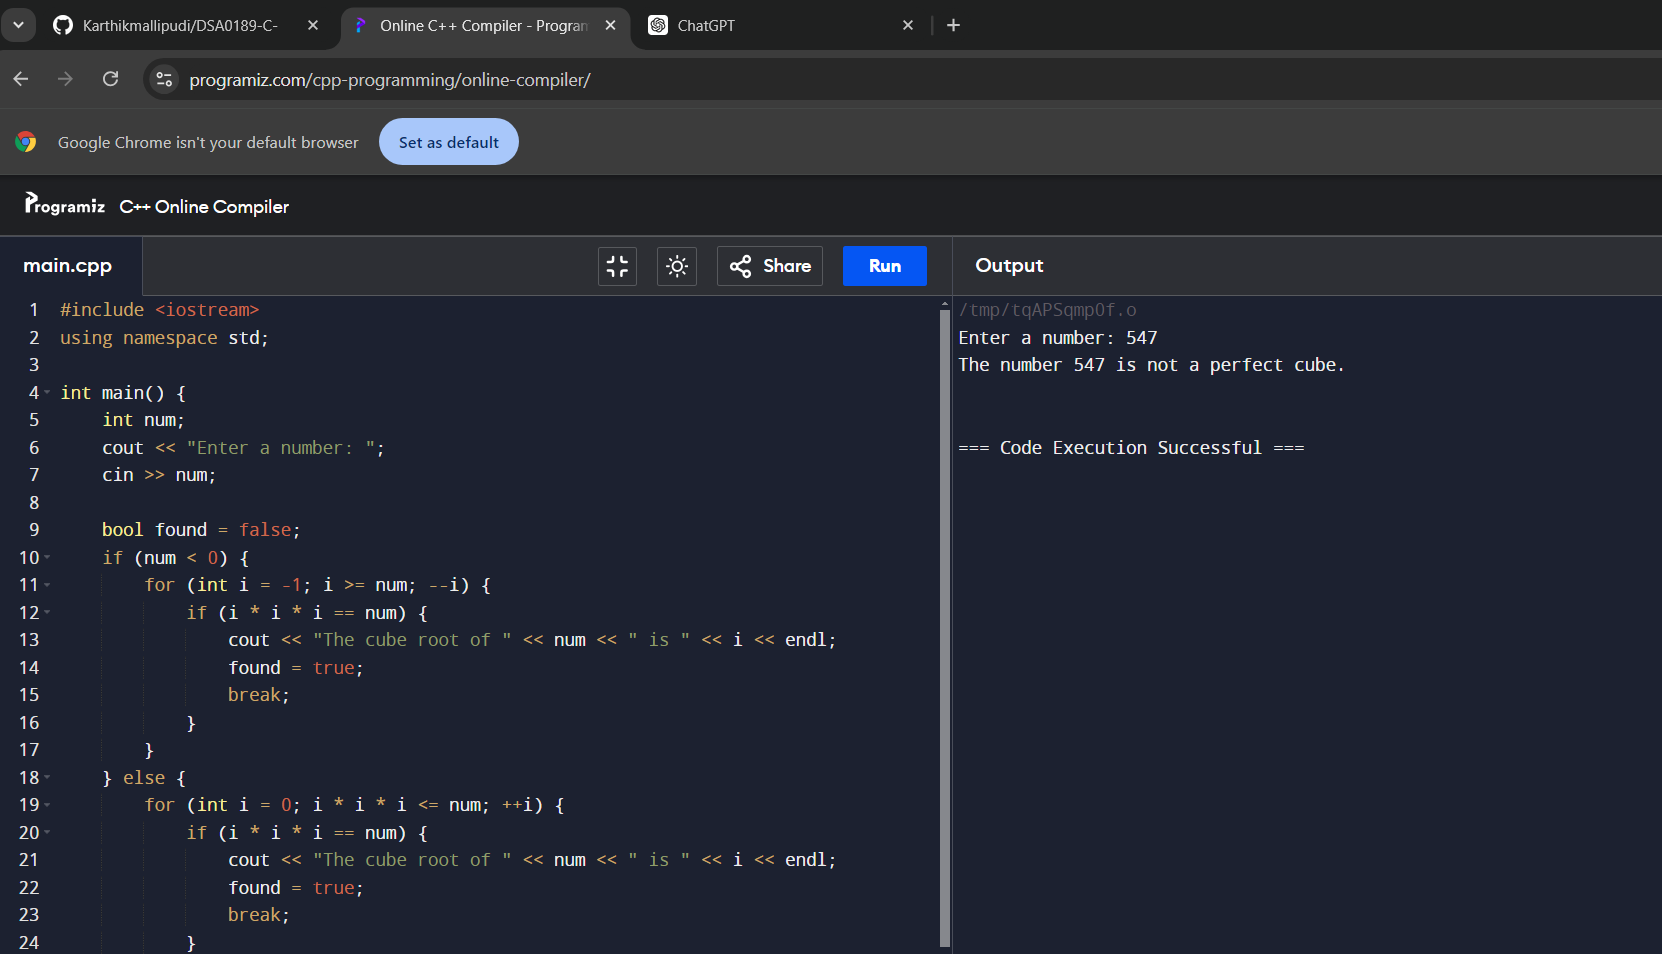 Karthikmallipudi/DSA0189-C-
Online C++ Compiler - Program
ChatGPT
programiz.com/cpp-programming/online-compiler/
Google Chrome isn't your default browser
Set as default
Programiz C++ Online Compiler
main.cpp
Share
Run
Output
1 #include <iostream>
2 using namespace std;
3
4 int main() {
5     int num;
6     cout << "Enter a number: ";
7     cin >> num;
8
9     bool found = false;
10     if (num < 0) {
11         for (int i = -1; i >= num; --i) {
12             if (i * i * i == num) {
13                 cout << "The cube root of " << num << " is " << i << endl;
14                 found = true;
15                 break;
16             }
17         }
18     } else {
19         for (int i = 0; i * i * i <= num; ++i) {
20             if (i * i * i == num) {
21                 cout << "The cube root of " << num << " is " << i << endl;
22                 found = true;
23                 break;
24             }
/tmp/tqAPSqmpOf.o
Enter a number: 547
The number 547 is not a perfect cube.
=== Code Execution Successful ===